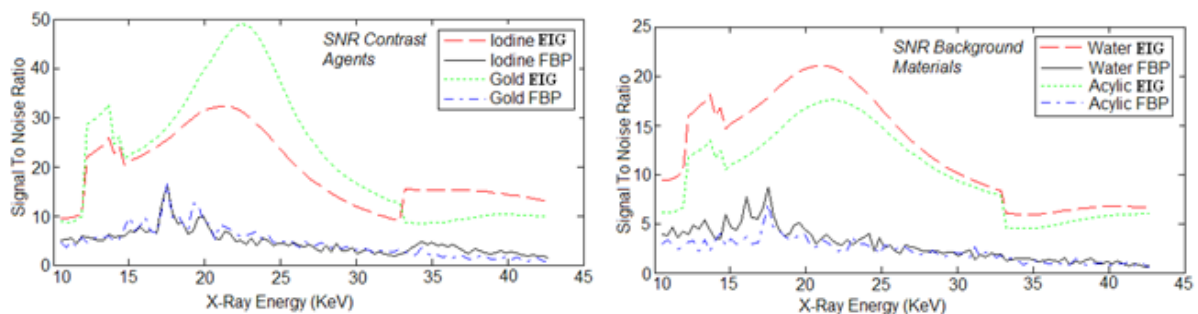 SNR Contrast
Agents
Iodine EIG
Iodine FBP
Gold EIG
Gold FBP
Signal To Noise Ratio
50
40
30
20
10
0
10 15 20 25 30 35 40 45
X-Ray Energy (KeV)
SNR Background
Materials
Water EIG
Water FBP
Acylic EIG
Acylic FBP
Signal To Noise Ratio
25
20
15
10
5
0
10 15 20 25 30 35 40 45
X-Ray Energy (KeV)